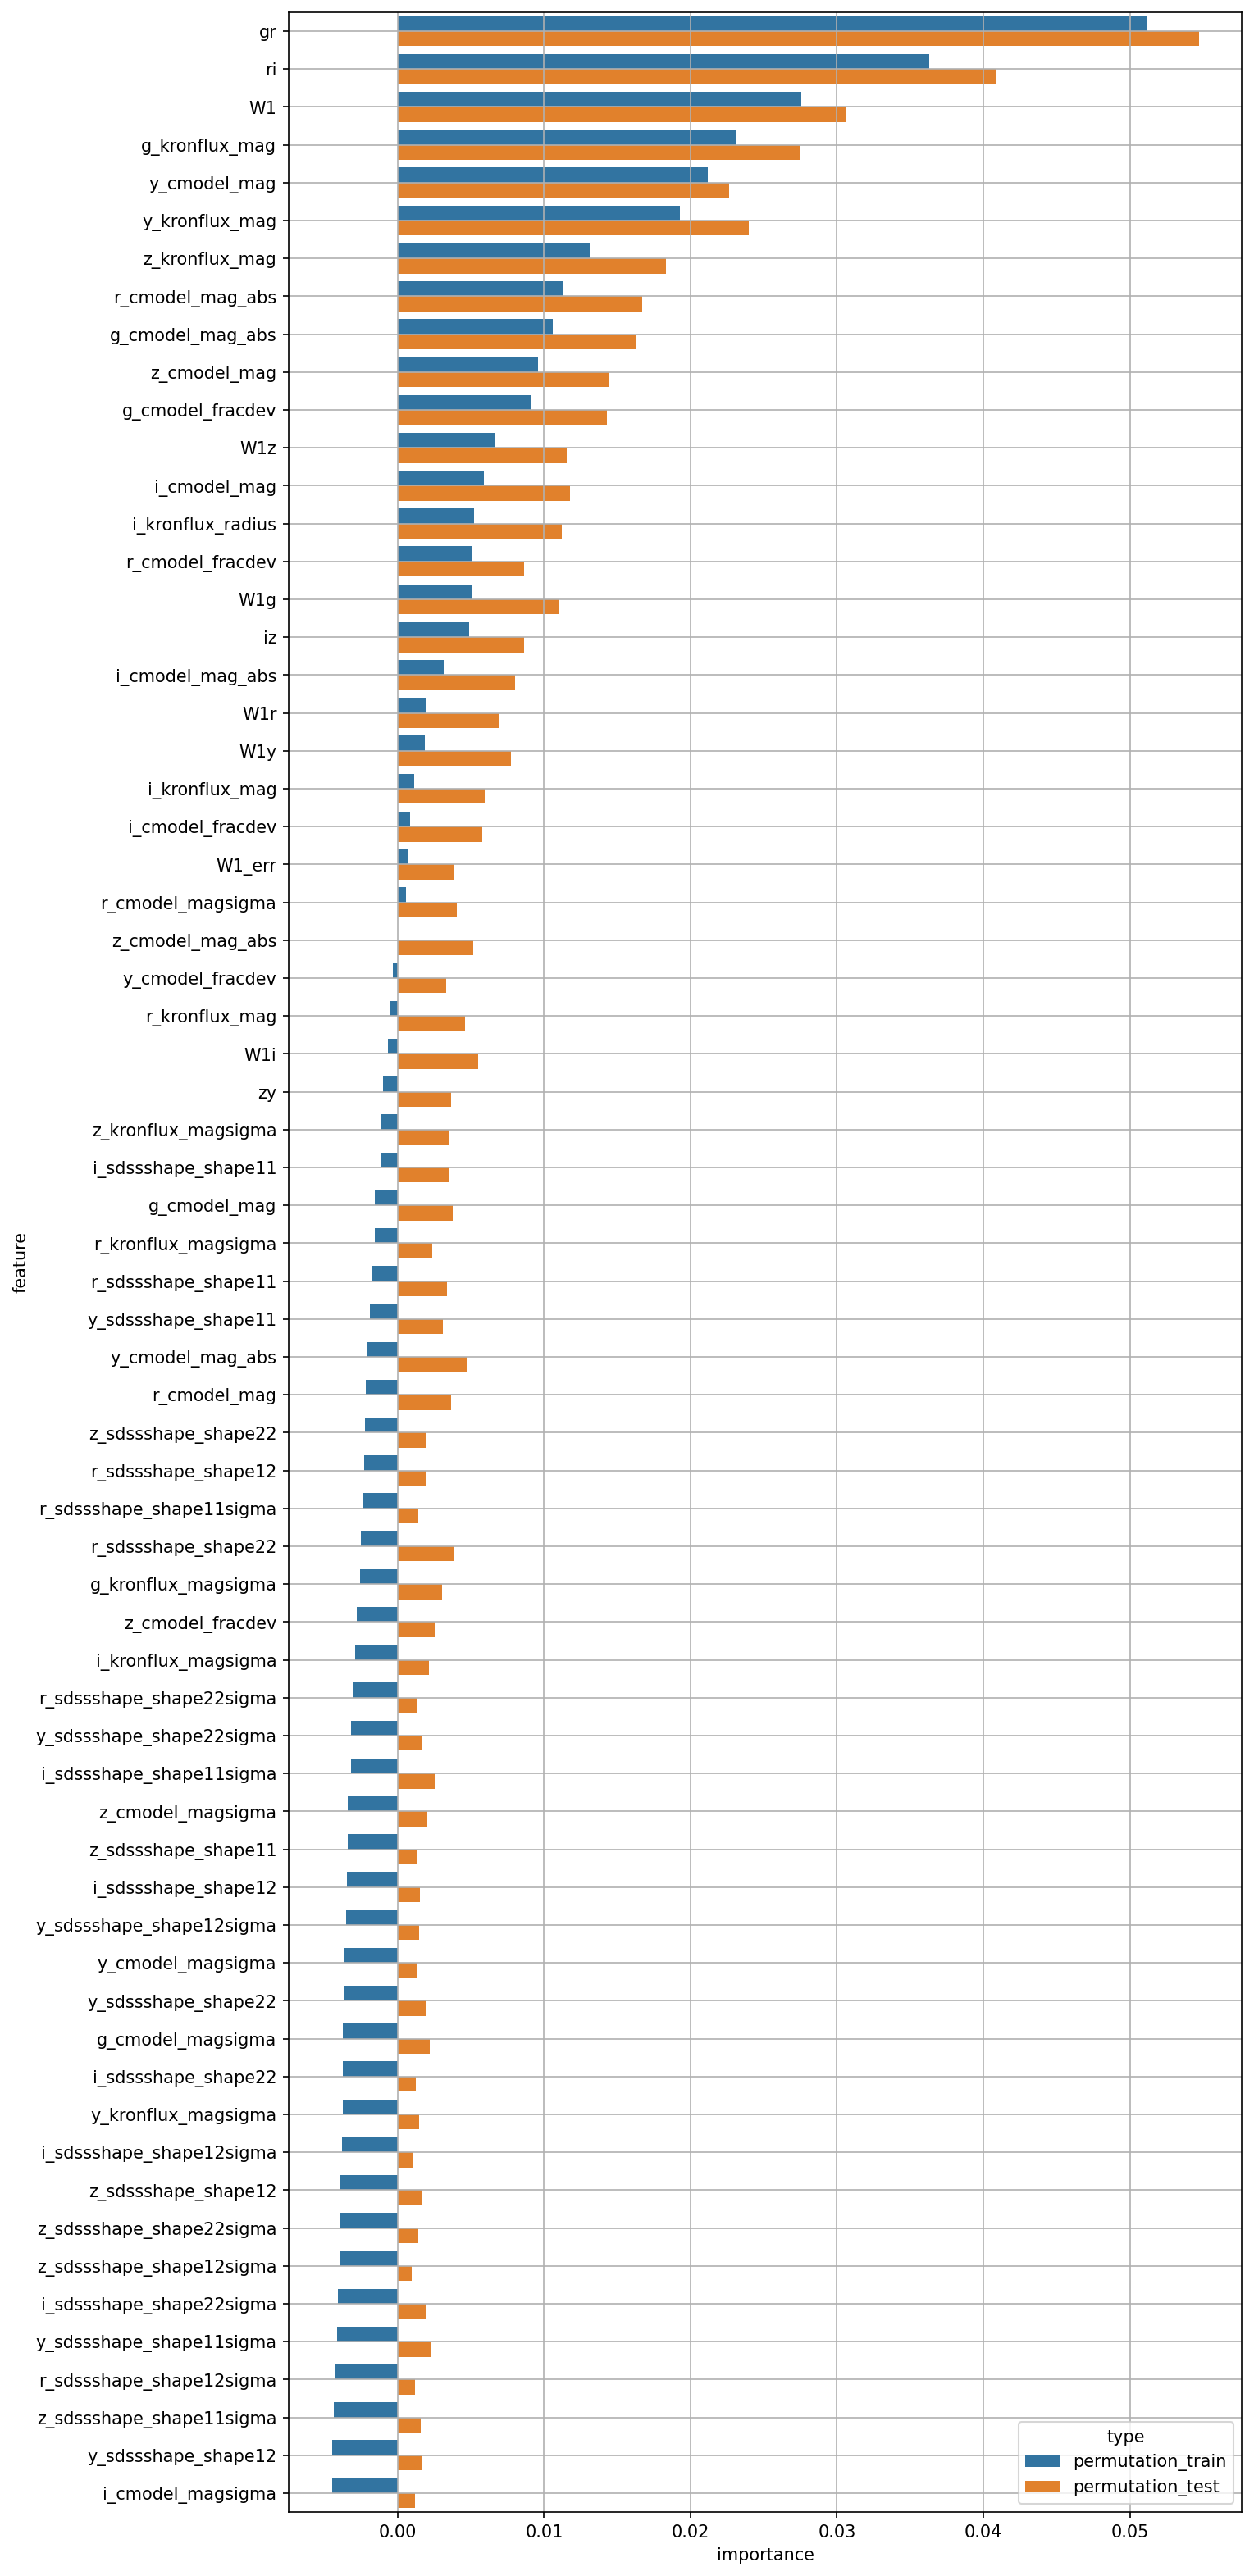 gr
ri
W1
g_kronflux_mag
y_cmodel_mag
y_kronflux_mag
z_kronflux_mag
r_cmodel_mag_abs
g_cmodel_mag_abs
z_cmodel_mag
g_cmodel_fracdev
W1z
i_cmodel_mag
i_kronflux_radius
r_cmodel_fracdev
W1g
iz
i_cmodel_mag_abs
W1r
W1y
i_kronflux_mag
i_cmodel_fracdev
W1_err
r_cmodel_magsigma
z_cmodel_mag_abs
y_cmodel_fracdev
r_kronflux_mag
W1i
zy
z_kronflux_magsigma
i_sdssshape_shape11
g_cmodel_mag
r_kronflux_magsigma
r_sdssshape_shape11
y_sdssshape_shape11
y_cmodel_mag_abs
r_cmodel_mag
z_sdssshape_shape22
r_sdssshape_shape12
r_sdssshape_shape11sigma
r_sdssshape_shape22
g_kronflux_magsigma
z_cmodel_fracdev
i_kronflux_magsigma
r_sdssshape_shape22sigma
y_sdssshape_shape22sigma
i_sdssshape_shape11sigma
z_cmodel_magsigma
z_sdssshape_shape11
i_sdssshape_shape12
y_sdssshape_shape12sigma
y_cmodel_magsigma
y_sdssshape_shape22
g_cmodel_magsigma
i_sdssshape_shape22
y_kronflux_magsigma
i_sdssshape_shape12sigma
z_sdssshape_shape12
z_sdssshape_shape22sigma
z_sdssshape_shape12sigma
i_sdssshape_shape22sigma
y_sdssshape_shape11sigma
r_sdssshape_shape12sigma
z_sdssshape_shape11sigma
y_sdssshape_shape12
i_cmodel_magsigma
feature
type
permutation_train
permutation_test
0.00 0.01 0.02 0.03 0.04 0.05
importance